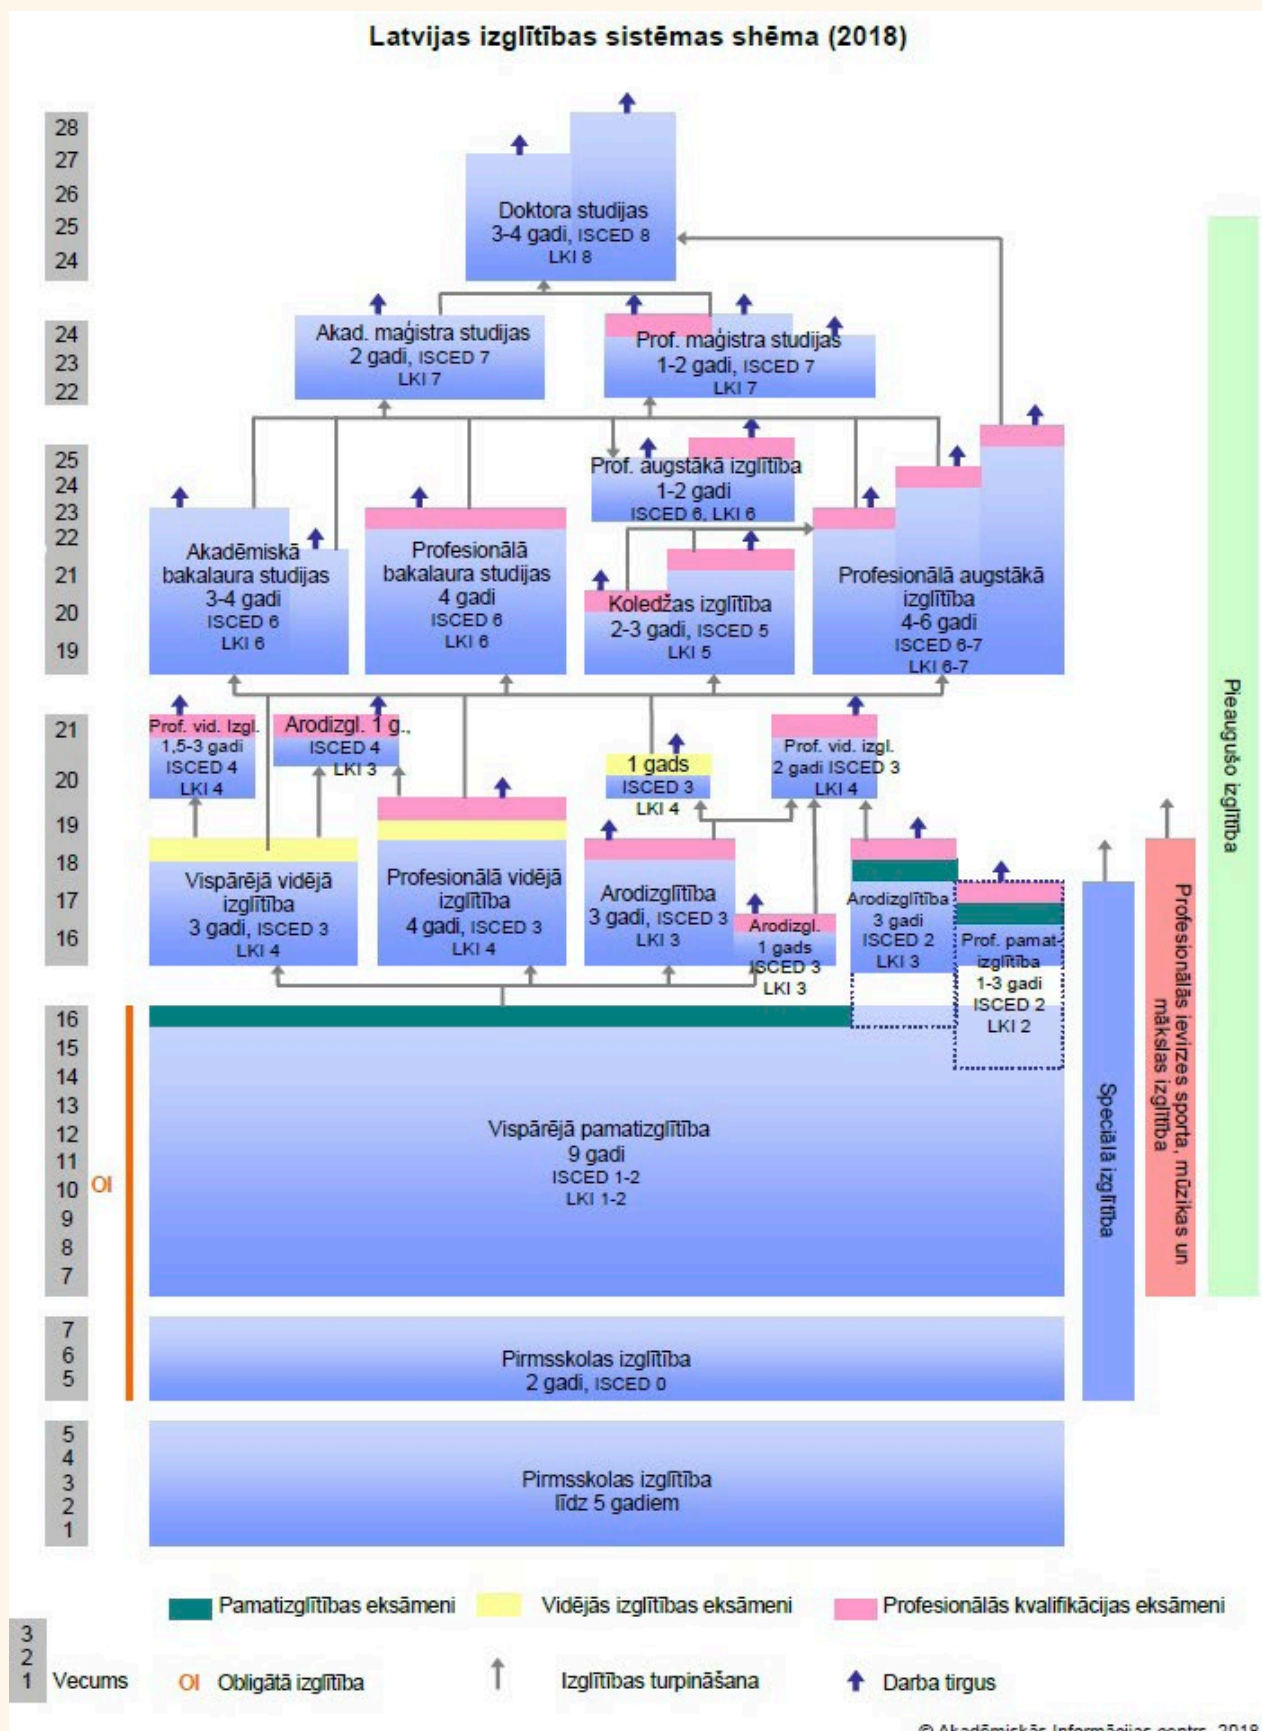 Latvijas izglītības sistēmas shēma (2018)
28
27
26
25
24
Doktora studijas
3-4 gadi, ISCED 8
LKI 8
24
23
22
Akad. maģistra studijas
2 gadi, ISCED 7
LKI 7
Prof. maģistra studijas
1-2 gadi, ISCED 7
LKI 7
25
24
23
22
21
20
19
Akadēmiskā
bakalaura studijas
3-4 gadi
ISCED 6
LKI 6
Profesionālā
bakalaura studijas
4 gadi
ISCED 6
LKI 6
Prof. augstākā izglītība
1-2 gadi
ISCED 6, LKI 6
Koledžas izglītība
2-3 gadi, ISCED 5
LKI 5
Profesionālā augstākā
izglītība
4-6 gadi
ISCED 6-7
LKI 6-7
21
20
19
18
17
16
Prof. vid. Izgl.
1,5-3 gadi
ISCED 4
LKI 4
Arodizgl. 1 g.,
ISCED 4
LKI 3
1 gads
ISCED 3
LKI 4
Prof. vid. izgl.
2 gadi ISCED 3
LKI 4
Vispārējā vidējā
izglītība
3 gadi, ISCED 3
LKI 4
Profesionālā vidējā
izglītība
4 gadi, ISCED 3
LKI 4
Arodizglītība
3 gadi, ISCED 3
LKI 3
Arodizgl.
1 gads
ISCED 3
LKI 3
Arodizglītība
3 gadi
ISCED 2
LKI 3
Prof. pamat-
izglītība
1-3 gadi
ISCED 2
LKI 2
16
15
14
13
12
11
10
9
8
7
OI
Vispārējā pamatizglītība
9 gadi
ISCED 1-2
LKI 1-2
7
6
5
Pirmsskolas izglītība
2 gadi, ISCED 0
5
4
3
2
1
Pirmsskolas izglītība
līdz 5 gadiem
Speciālā izglītība
Profesionālās ievirzes sporta, mūzikas un
mākslas izglītība
Pieaugušo izglītība
Pamatizglītības eksāmeni
Vidējās izglītības eksāmeni
Profesionālās kvalifikācijas eksāmeni
3
2
1
Vecums
OI Obligātā izglītība
Izglītības turpināšana
Darba tirgus
© Akadēmiskās Informācijas centrs, 2018